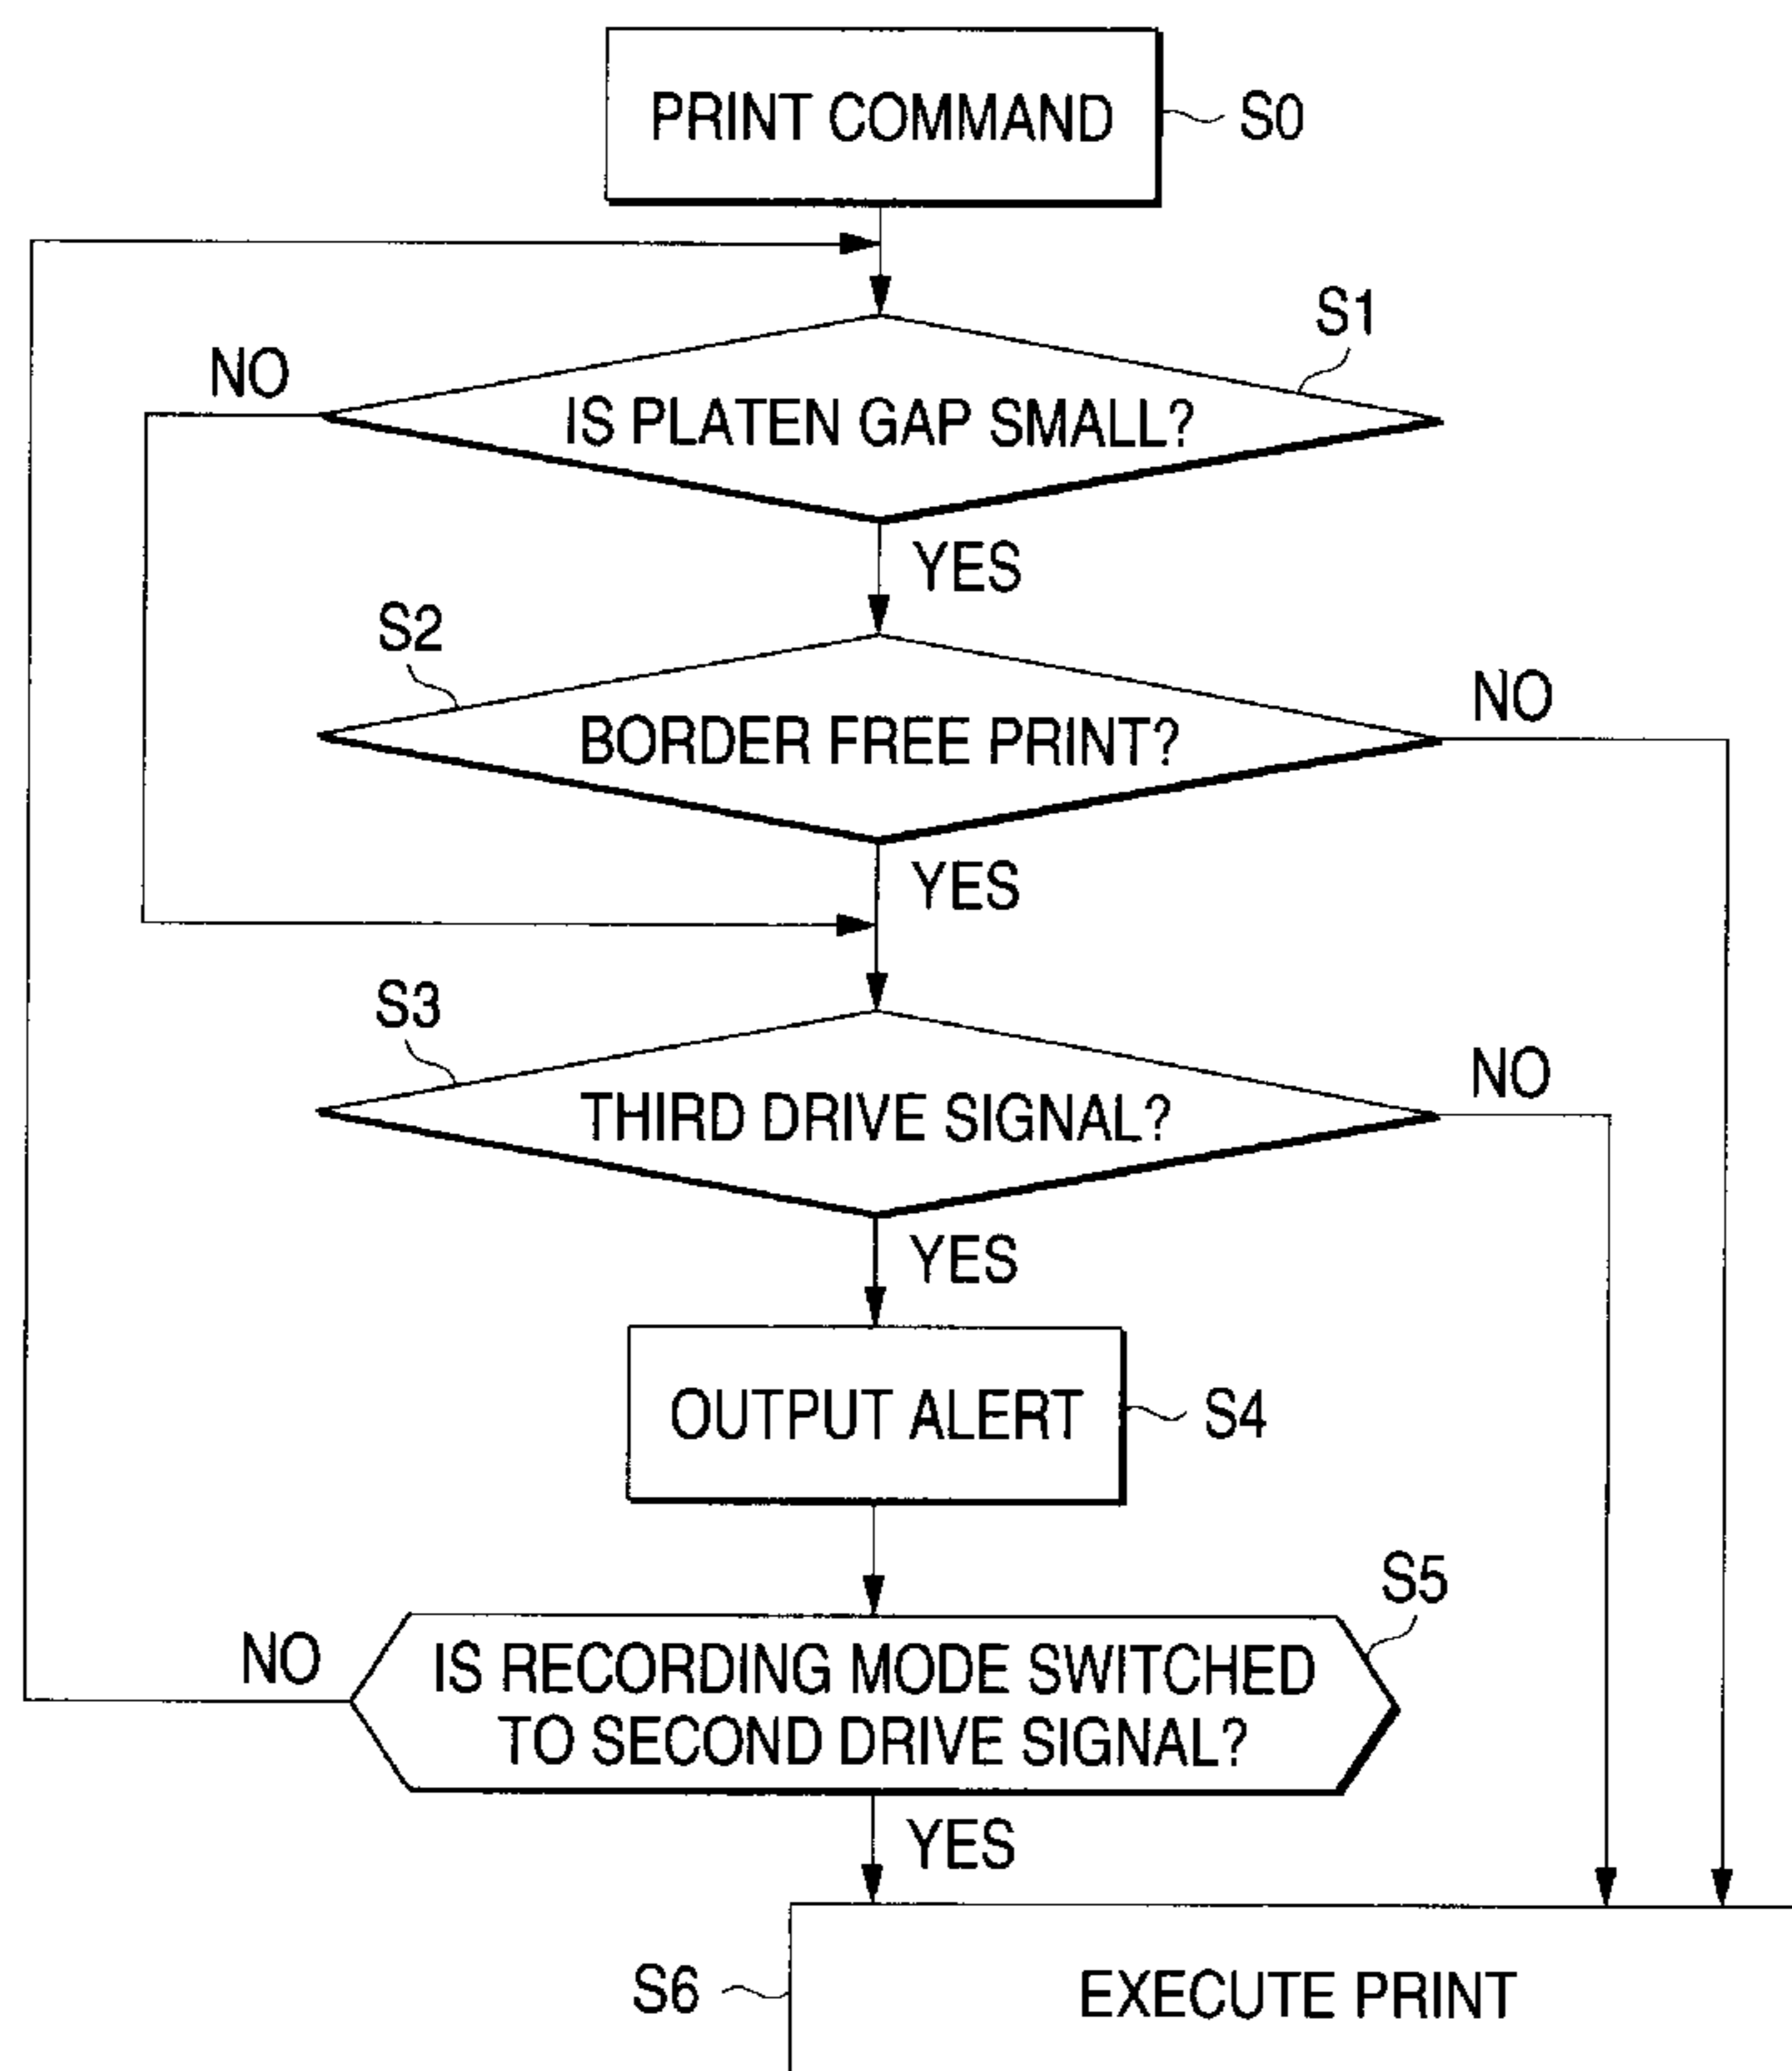 PRINT COMMAND
S0
S1
NO
IS PLATEN GAP SMALL?
YES
S2
NO
BORDER FREE PRINT?
YES
S3
NO
THIRD DRIVE SIGNAL?
YES
OUTPUT ALERT
S4
S5
NO
IS RECORDING MODE SWITCHED
TO SECOND DRIVE SIGNAL?
YES
S6
EXECUTE PRINT